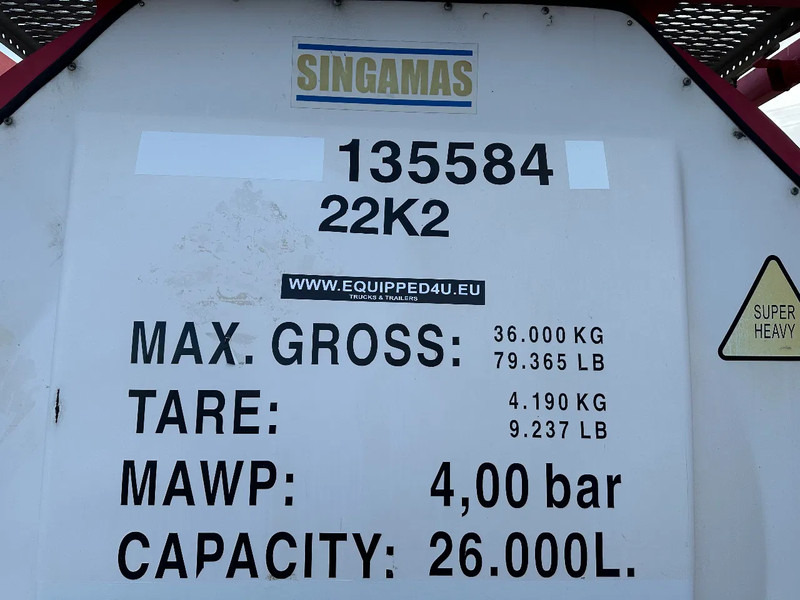 SINGAMAS
135584
22K2
WWW.EQUIPPED4U.EU
TRUCKS & TRAILERS
MAX. GROSS: 36.000 KG
79.365 LB
SUPER
HEAVY
TARE: 4.190 KG
9.237 LB
MAWP: 4,00 bar
CAPACITY: 26.000L.